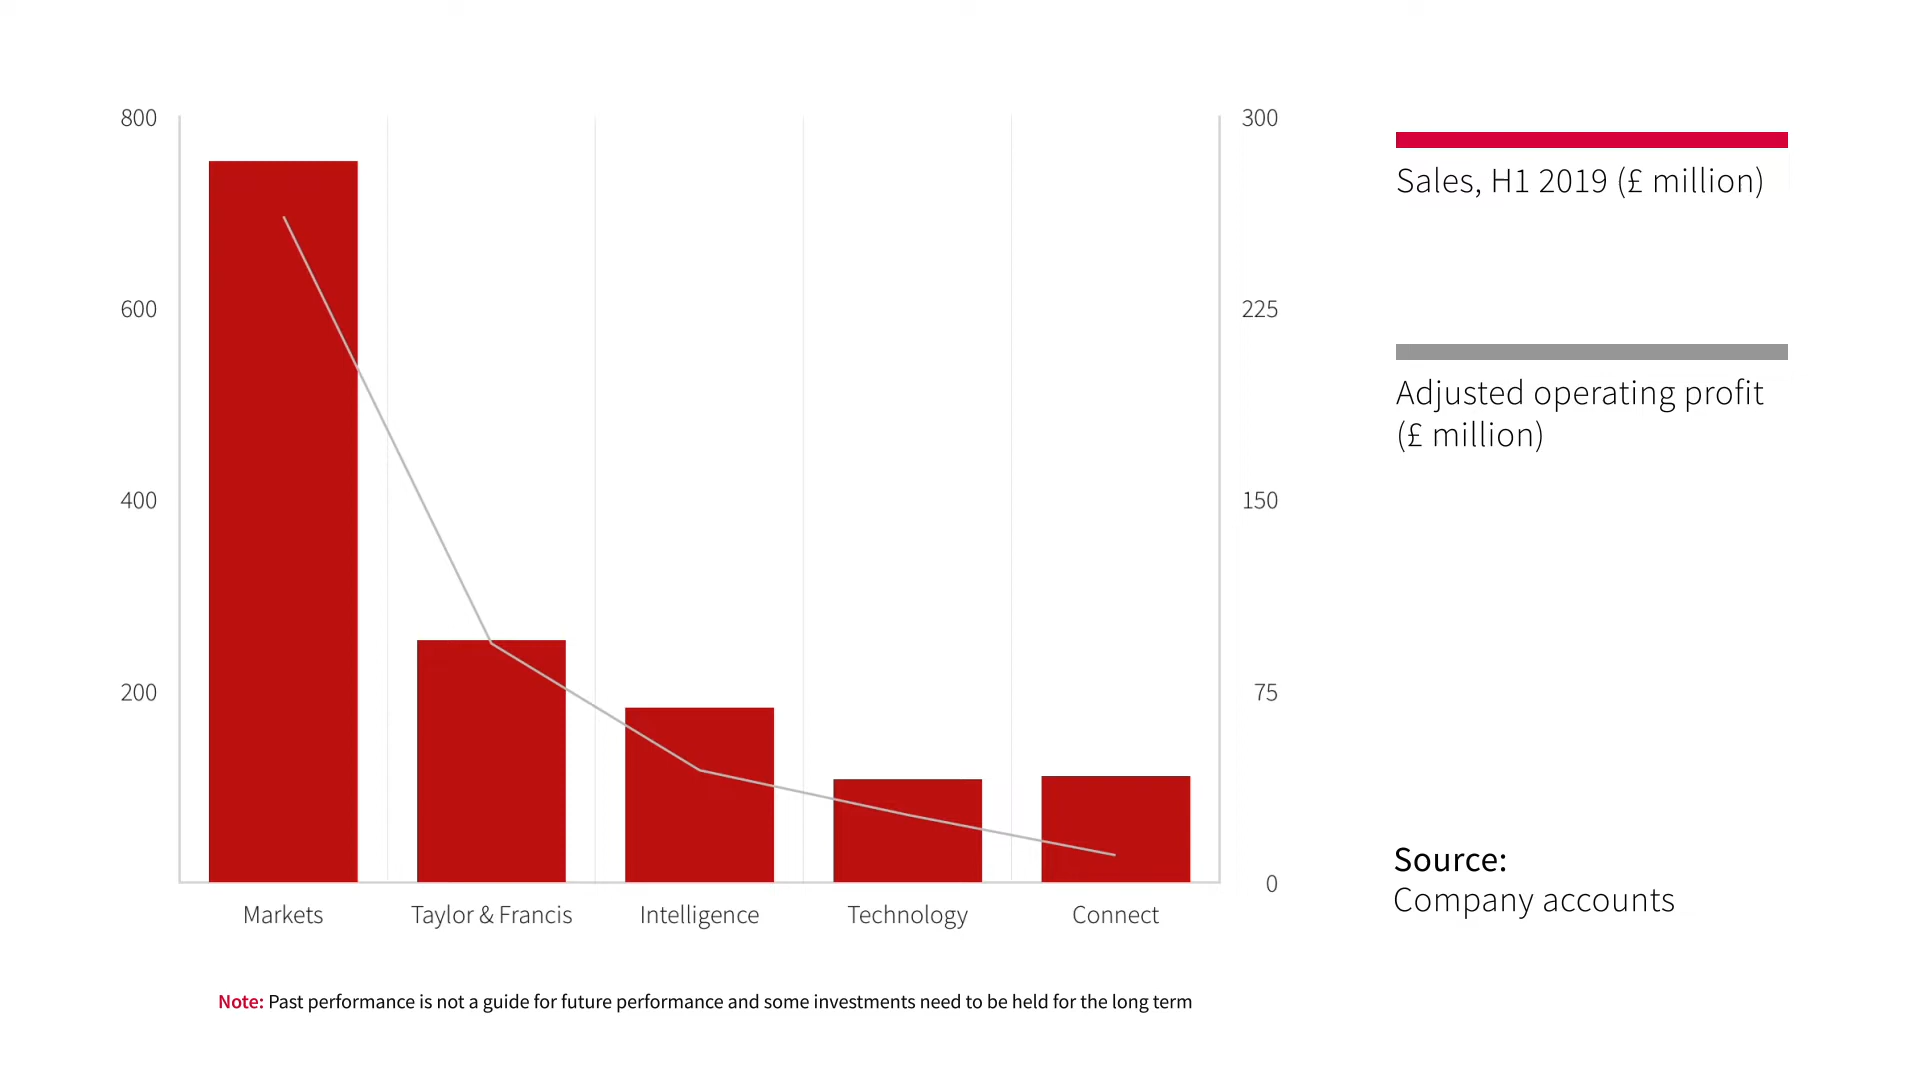 800
600
400
200
300
225
150
75
0
Markets
Taylor & Francis
Intelligence
Technology
Connect
Sales, H1 2019 (£ million)
Adjusted operating profit
(£ million)
Source:
Company accounts
Note: Past performance is not a guide for future performance and some investments need to be held for the long term